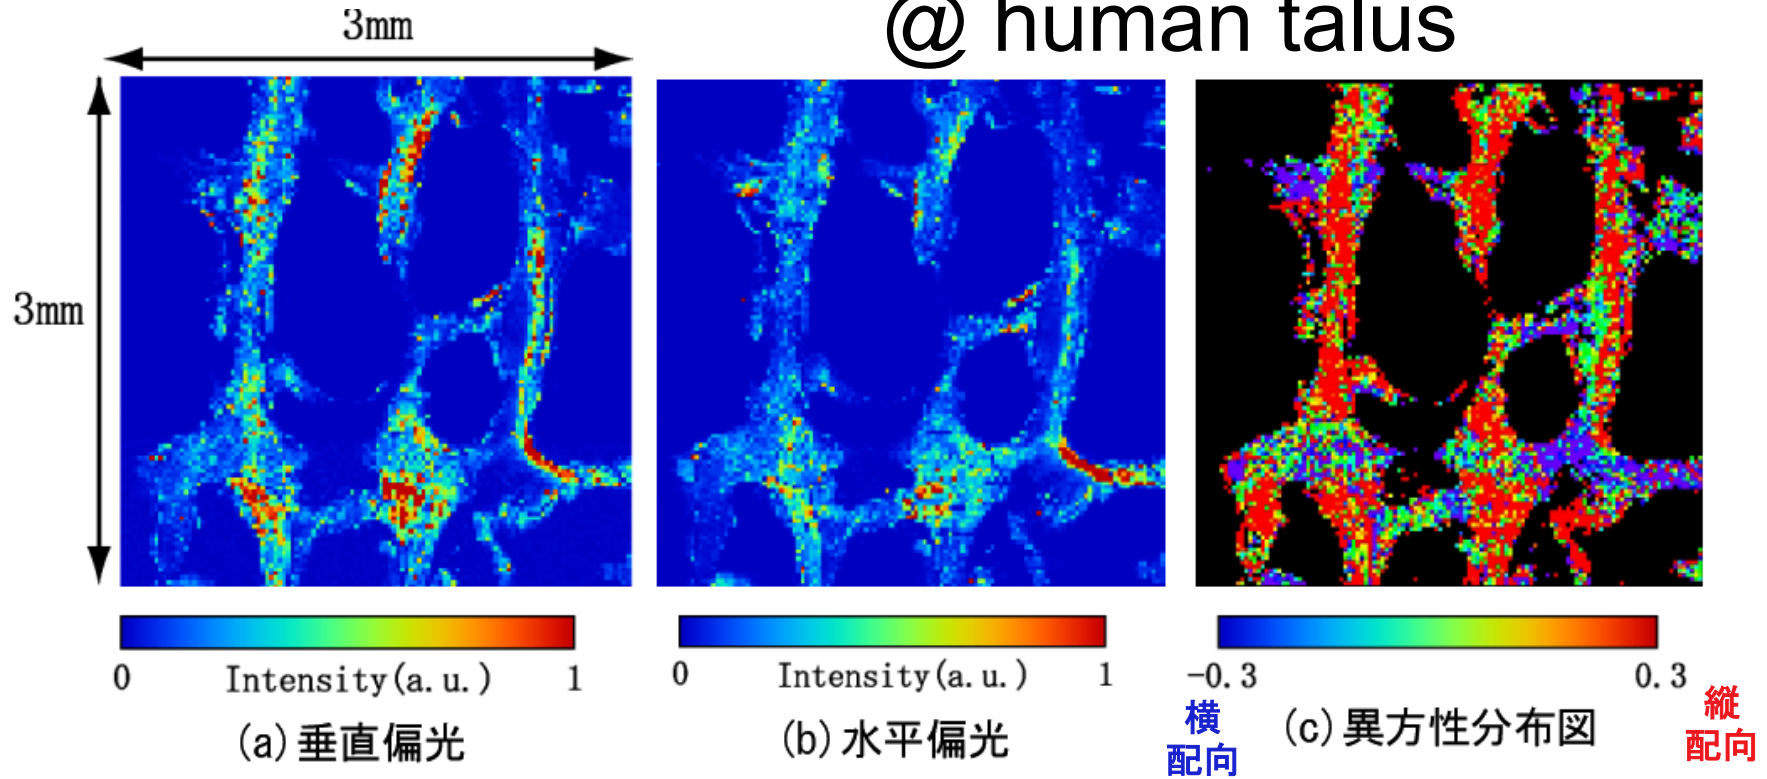 @ human talus
3mm
3mm
0 Intensity(a.u.) 1
0 Intensity(a.u.) 1
-0.3 0.3
(a)垂直偏光
(b)水平偏光
横
配向
(c)異方性分布図
縦
配向